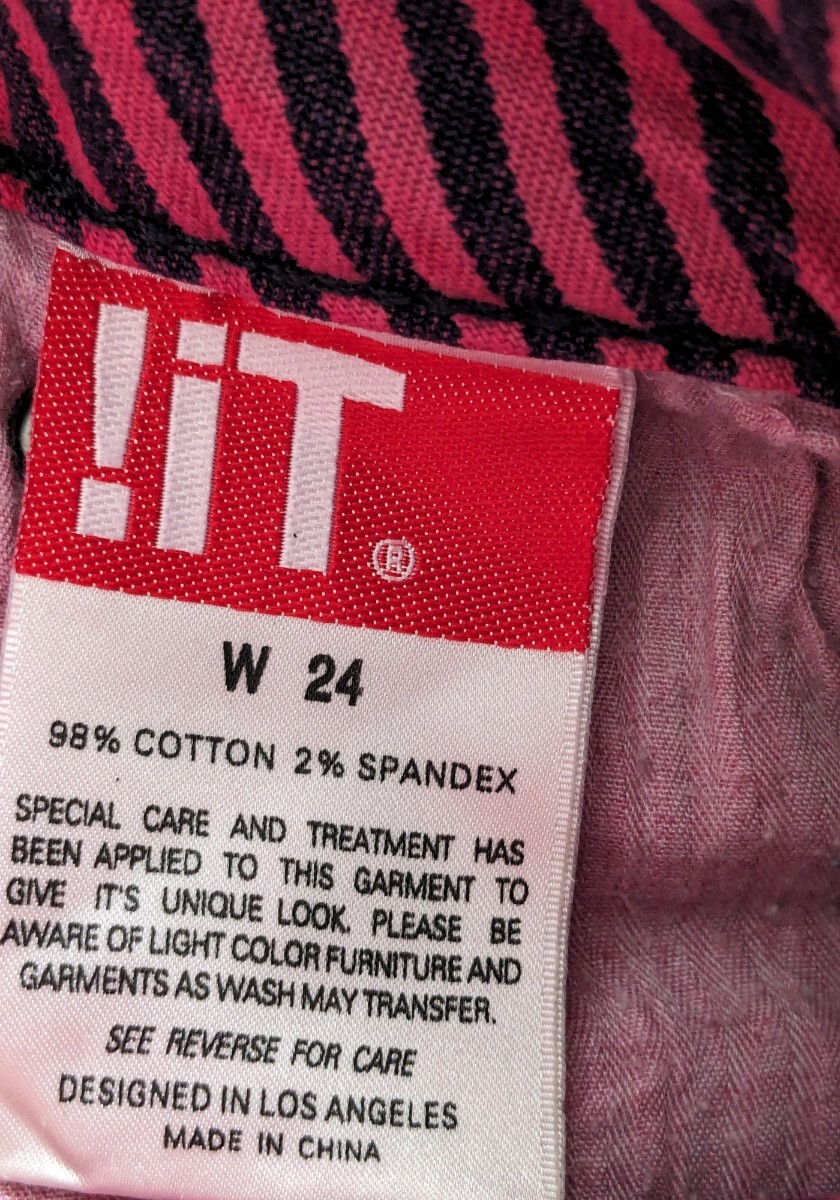 !iT®
W 24
98% COTTON 2% SPANDEX
SPECIAL CARE AND TREATMENT HAS
BEEN APPLIED TO THIS GARMENT TO
GIVE IT'S UNIQUE LOOK. PLEASE BE
AWARE OF LIGHT COLOR FURNITURE AND
GARMENTS AS WASH MAY TRANSFER.
SEE REVERSE FOR CARE
DESIGNED IN LOS ANGELES
MADE IN CHINA